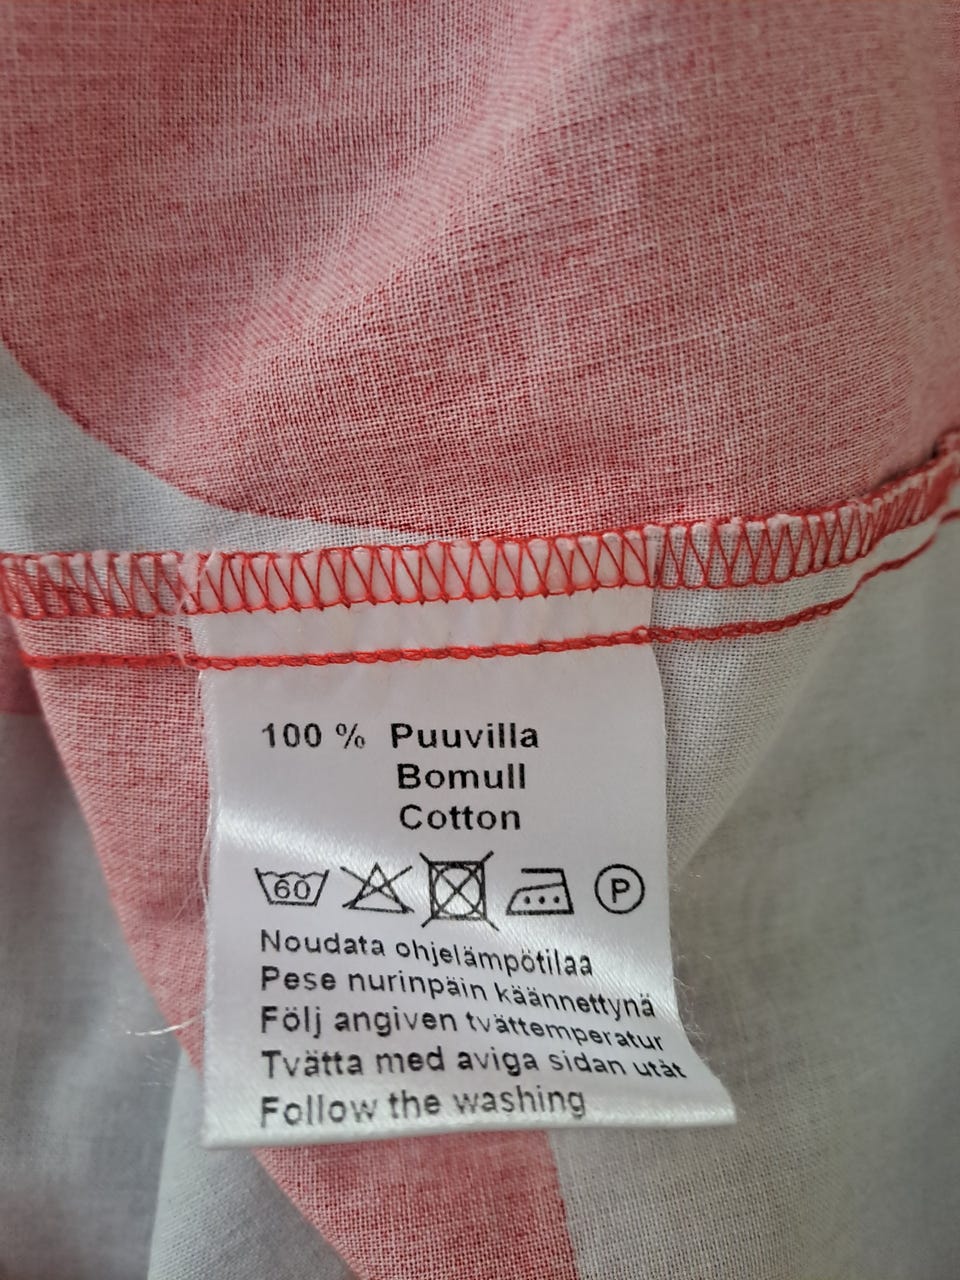 100 % Puuvilla
Bomull
Cotton
60 P
Noudata ohjelämpötilaa
Pese nurinpäin käännettynä
Följ angiven tvättemperatur
Tvätta med aviga sidan utåt
Follow the washing